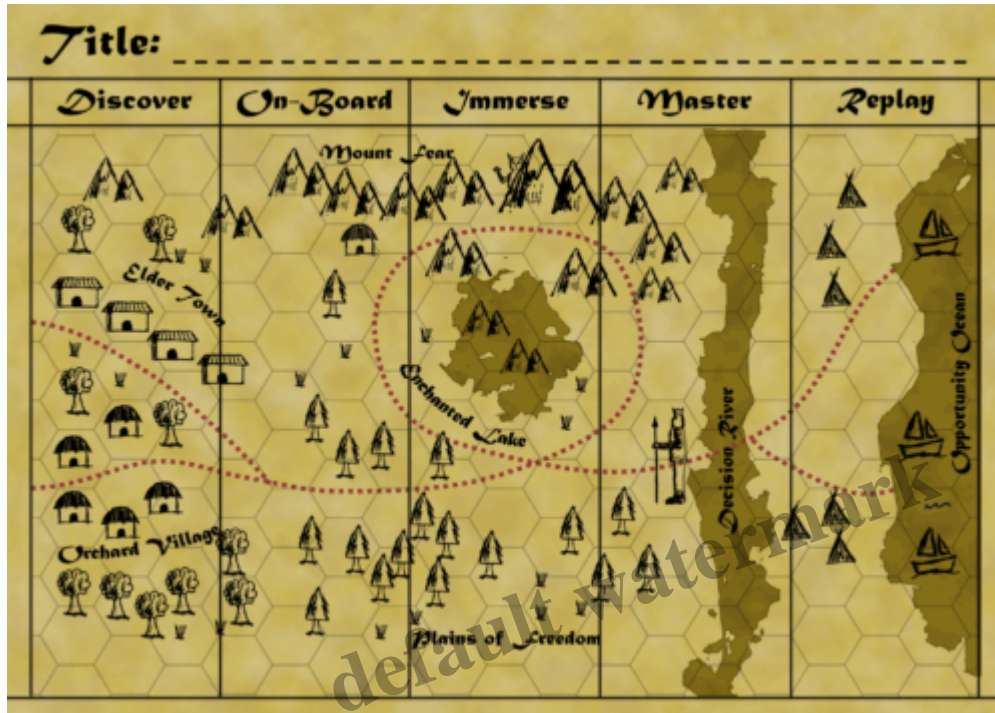 Title:
Discover
On-Board
Immerse
Master
Replay
Mount Fear
Elder Town
Enchanted Lake
Decision River
Opportunity Ocean
Orchard Village
Plains of Freedom
default watermark